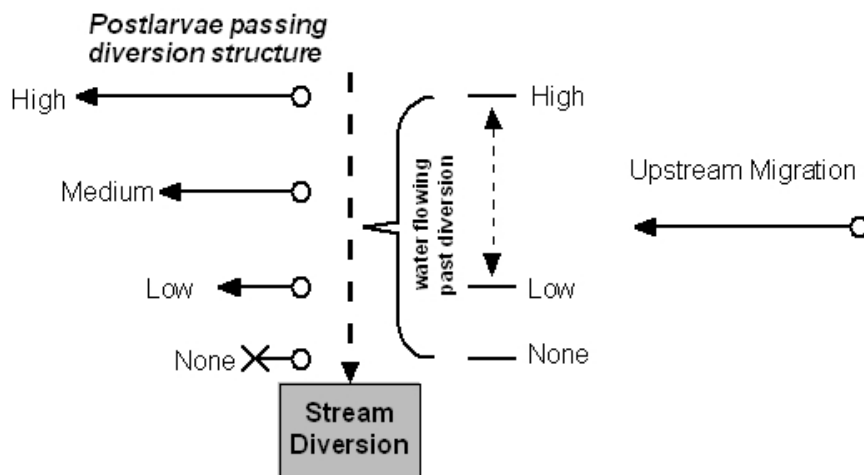 Postlarvae passing
diversion structure
High
Medium
Low
None
water flowing
past diversion
High
Low
None
Upstream Migration
Stream
Diversion